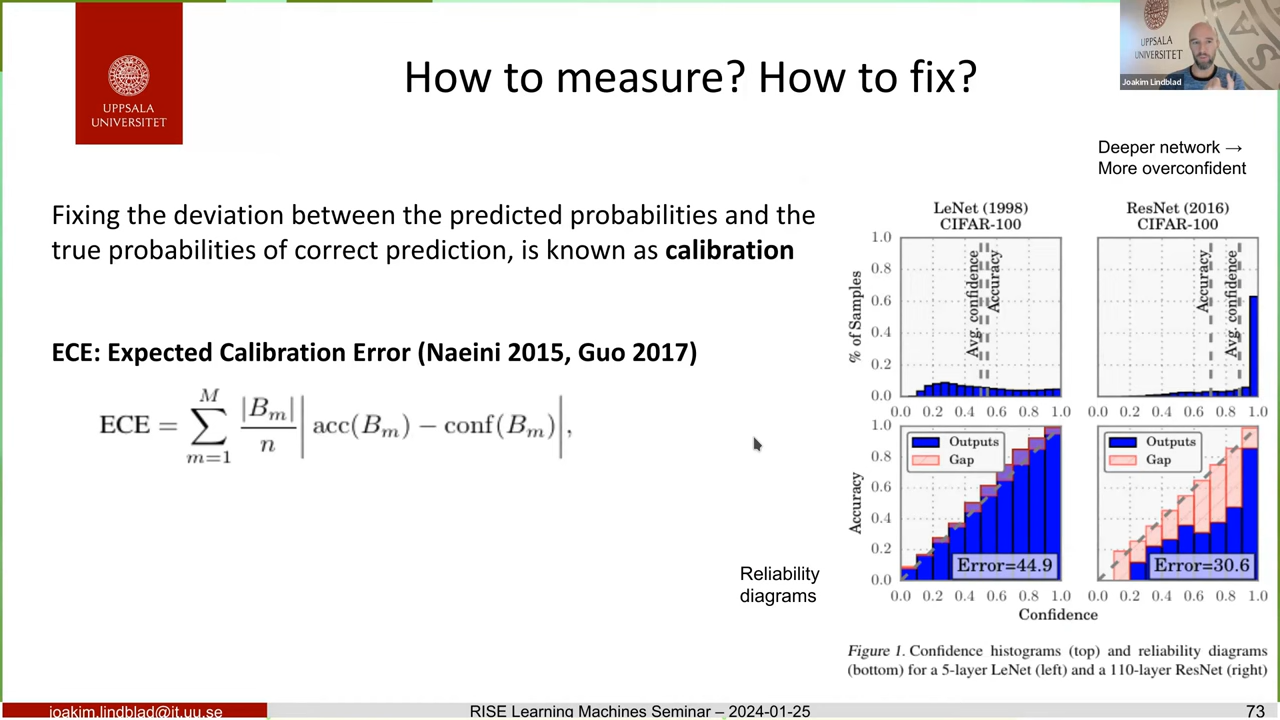 UPPSALA
UNIVERSITET
How to measure? How to fix?
UPPSALA
UNIVERSITET
Joakim Lindblad
Deeper network →
More overconfident
Fixing the deviation between the predicted probabilities and the
true probabilities of correct prediction, is known as calibration
ECE: Expected Calibration Error (Naeini 2015, Guo 2017)
ECE = \sum_{m=1}^{M} \frac{|B_m|}{n} | acc(B_m) − conf(B_m) |,
LeNet (1998)
CIFAR-100
ResNet (2016)
CIFAR-100
% of Samples
1.0
0.8
0.6
0.4
0.2
0.0
Avg. confidence
Accuracy
Accuracy
Avg. confidence
0.0 0.2 0.4 0.6 0.8 1.0
0.0 0.2 0.4 0.6 0.8 1.0
Accuracy
1.0
0.8
0.6
0.4
0.2
0.0
Outputs
Gap
Error=44.9
Outputs
Gap
Error=30.6
0.0 0.2 0.4 0.6 0.8 1.0
0.0 0.2 0.4 0.6 0.8 1.0
Confidence
Reliability
diagrams
Figure 1. Confidence histograms (top) and reliability diagrams
(bottom) for a 5-layer LeNet (left) and a 110-layer ResNet (right)
joakim.lindblad@it.uu.se
RISE Learning Machines Seminar – 2024-01-25
73